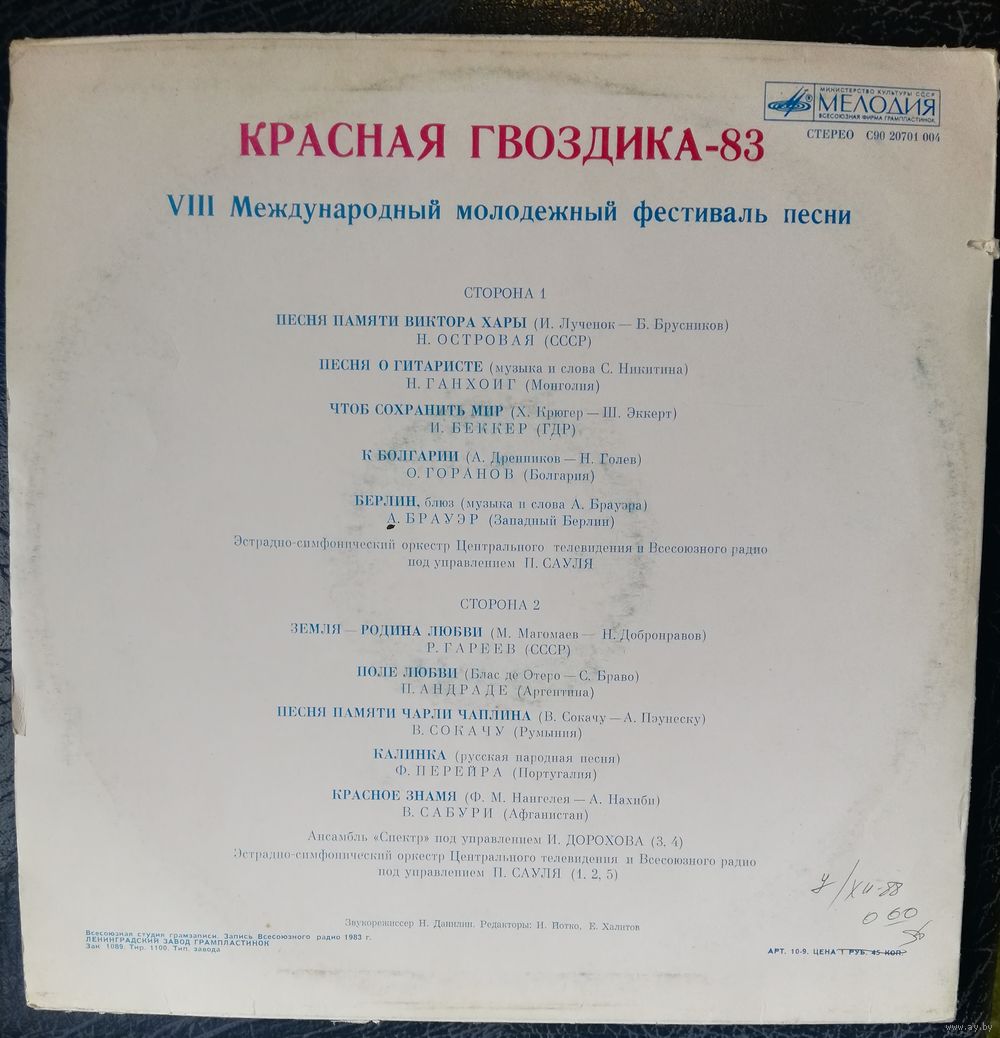 МИНИСТЕРСТВО КУЛЬТУРЫ СССР
МЕЛОДИЯ
ВСЕСОЮЗНАЯ ФИРМА ГРАМПЛАСТИНОК
СТЕРЕО С90 20701 004
КРАСНАЯ ГВОЗДИКА-83
VIII Международный молодежный фестиваль песни
СТОРОНА 1
ПЕСНЯ ПАМЯТИ ВИКТОРА ХАРЫ (И. Лученок — Б. Брусников)
Н. ОСТРОВАЯ (СССР)
ПЕСНЯ О ГИТАРИСТЕ (музыка и слова С. Никитина)
Н. ГАНХОИГ (Монголия)
ЧТОБ СОХРАНИТЬ МИР (Х. Крюгер — Ш. Эккерт)
И. БЕККЕР (ГДР)
К БОЛГАРИИ (А. Дренников — Н. Голев)
О. ГОРАНОВ (Болгария)
БЕРЛИН, блюз (музыка и слова А. Брауэра)
А. БРАУЭР (Западный Берлин)
Эстрадно-симфонический оркестр Центрального телевидения и Всесоюзного радио
под управлением П. САУЛЯ
СТОРОНА 2
ЗЕМЛЯ — РОДИНА ЛЮБВИ (М. Магомаев — Н. Добронравов)
Р. ГАРЕЕВ (СССР)
ПОЛЕ ЛЮБВИ (Блас де Отеро — С. Браво)
П. АНДРАДЕ (Аргентина)
ПЕСНЯ ПАМЯТИ ЧАРЛИ ЧАПЛИНА (В. Сокачу — А. Пэунеску)
В. СОКАЧУ (Румыния)
КАЛИНКА (русская народная песня)
Ф. ПЕРЕЙРА (Португалия)
КРАСНОЕ ЗНАМЯ (Ф. М. Нангелея — А. Нахиби)
В. САБУРИ (Афганистан)
Ансамбль «Спектр» под управлением И. ДОРОХОВА (3. 4)
Эстрадно-симфонический оркестр Центрального телевидения и Всесоюзного радио
под управлением П. САУЛЯ (1. 2, 5)
Звукорежиссер Н. Данилин. Редакторы: И. Йотко, Е. Халитов
Всесоюзная студия грамзаписи. Запись Всесоюзного радио 1983 г.
ЛЕНИНГРАДСКИЙ ЗАВОД ГРАМПЛАСТИНОК
Зак. 1089. Тир. 1100. Тип. завода
АРТ. 10-9. ЦЕНА 1 РУБ. 45 КОП.
У/XII-88
0 60
www.ay.by